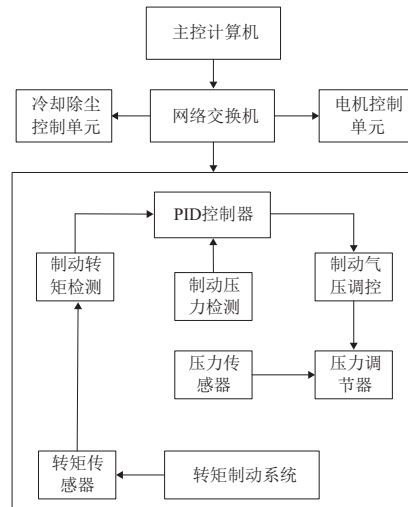 主控计算机
冷却除尘
控制单元
网络交换机
电机控制
单元
PID控制器
制动转
矩检测
制动压
力检测
制动气
压调控
压力传
感器
压力调
节器
转矩传
感器
转矩制动系统